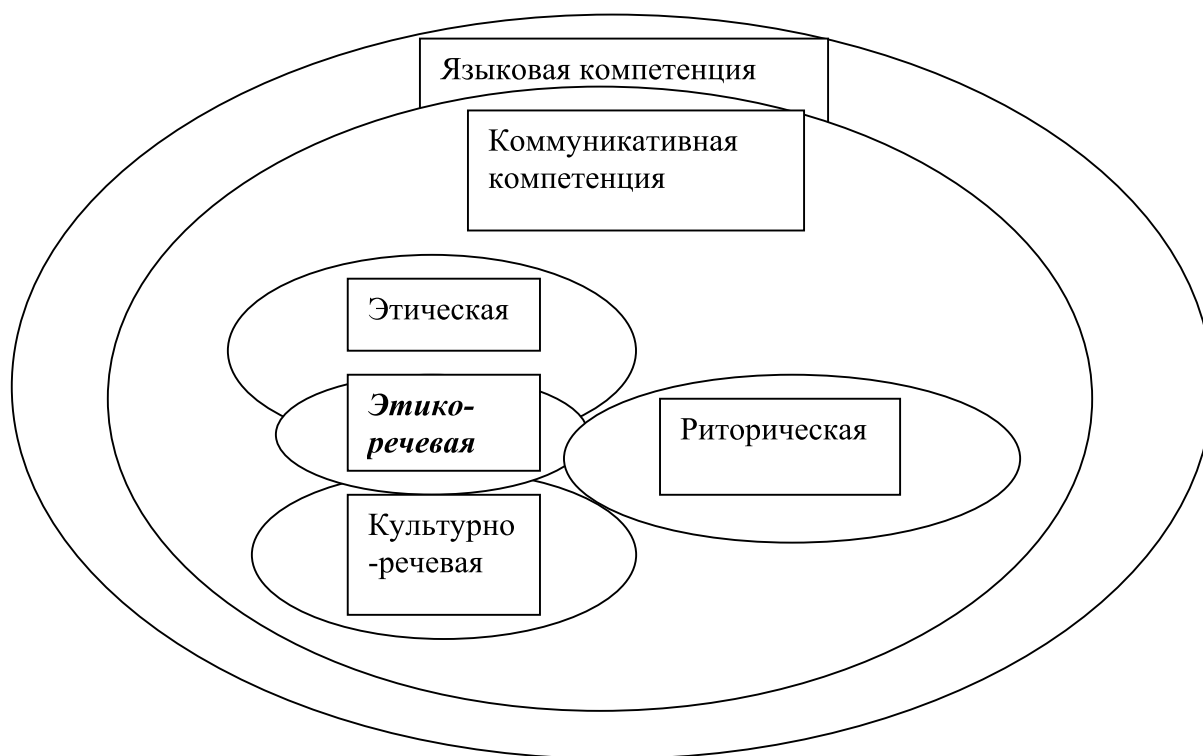 Языковая компетенция
Коммуникативная
компетенция
Этическая
Этико-
речевая
Риторическая
Культурно
-речевая